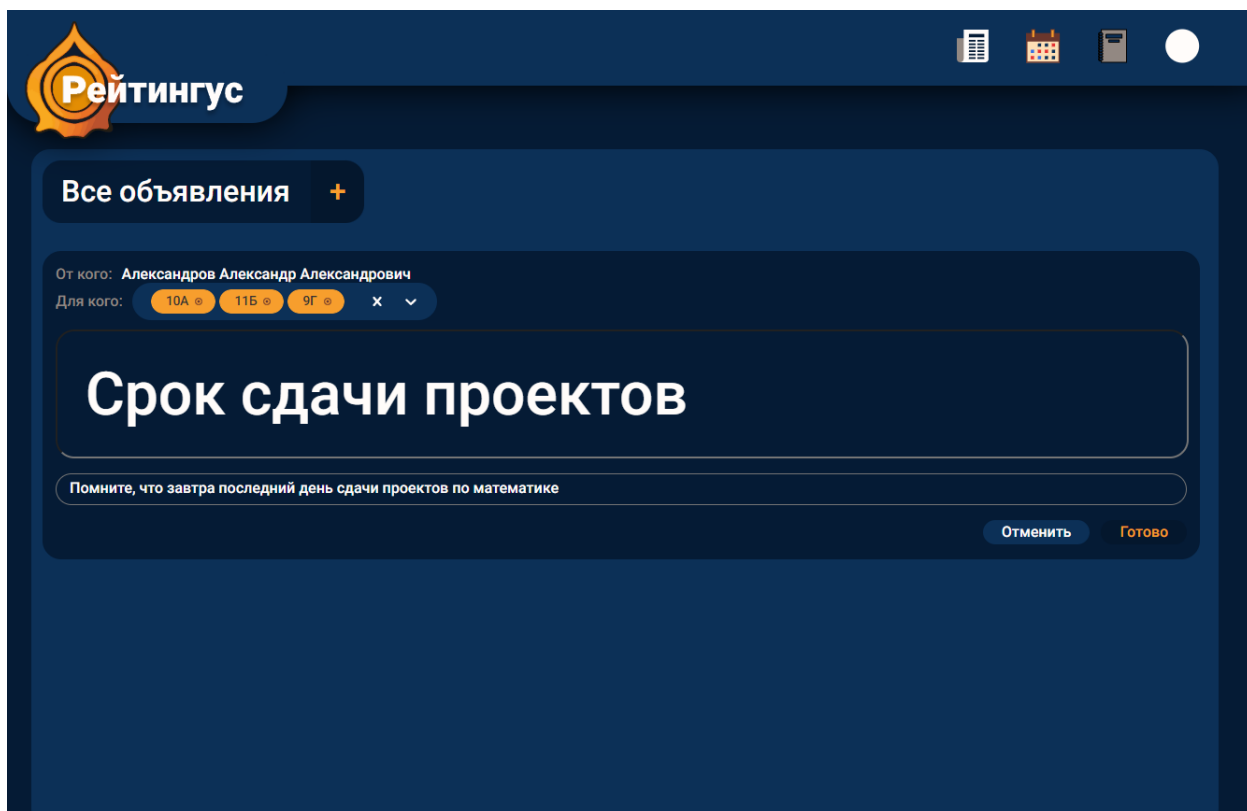 Рейтингус
Все объявления +
От кого: Александров Александр Александрович
Для кого: 10А 11Б 9Г
Срок сдачи проектов
Помните, что завтра последний день сдачи проектов по математике
Отменить Готово